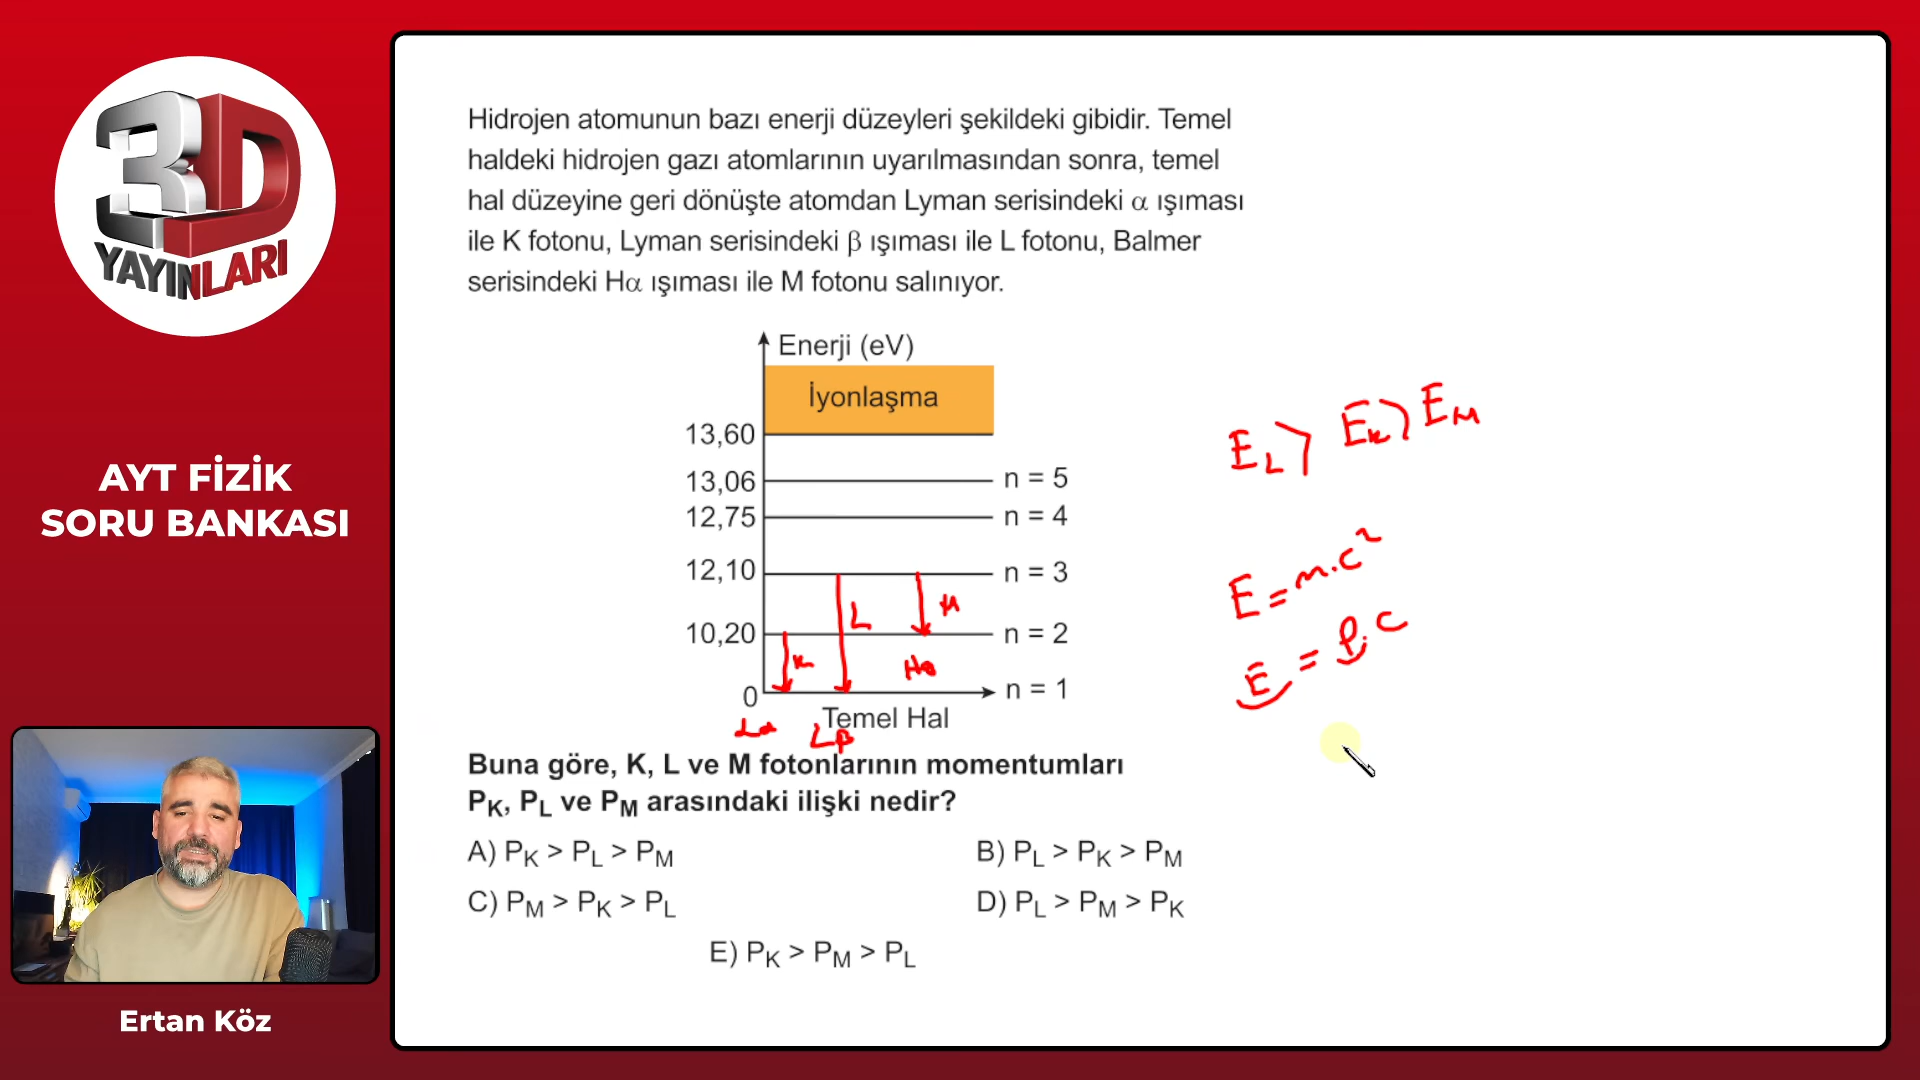 3D
YAYINLARI
AYT FİZİK
SORU BANKASI
Ertan Köz
Hidrojen atomunun bazı enerji düzeyleri şekildeki gibidir. Temel
haldeki hidrojen gazı atomlarının uyarılmasından sonra, temel
hal düzeyine geri dönüşte atomdan Lyman serisindeki α ışıması
ile K fotonu, Lyman serisindeki β ışıması ile L fotonu, Balmer
serisindeki Hα ışıması ile M fotonu salınıyor.
Enerji (eV)
İyonlaşma
13,60
13,06 n = 5
12,75 n = 4
12,10 n = 3
L M
10,20 n = 2
K Hα
0 n = 1
Temel Hal
Lα Lβ
E_L > E_K > E_M
E = m.c²
E = P.c
Buna göre, K, L ve M fotonlarının momentumları
P_K, P_L ve P_M arasındaki ilişki nedir?
A) P_K > P_L > P_M B) P_L > P_K > P_M
C) P_M > P_K > P_L D) P_L > P_M > P_K
E) P_K > P_M > P_L